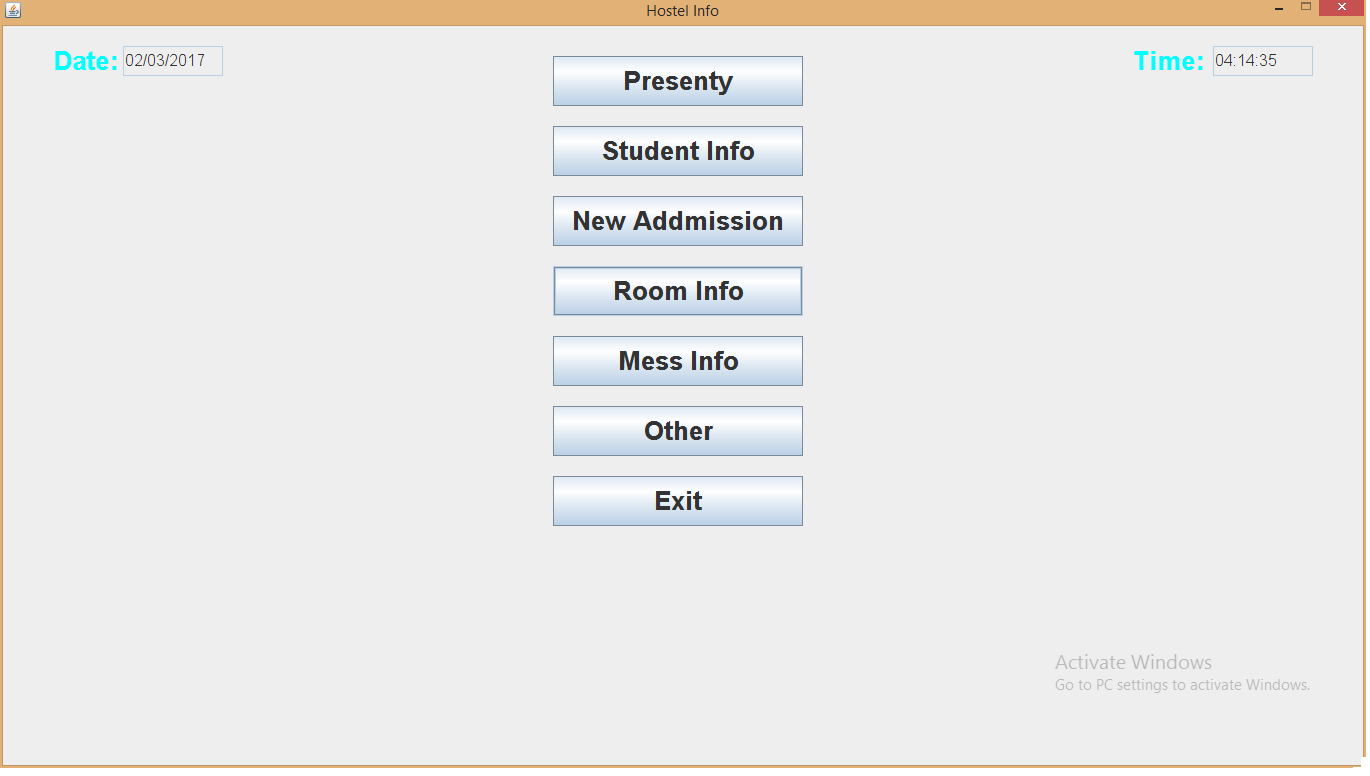 Hostel Info
Date: 02/03/2017
Time: 04:14:35
Presenty
Student Info
New Addmission
Room Info
Mess Info
Other
Exit
Activate Windows
Go to PC settings to activate Windows.